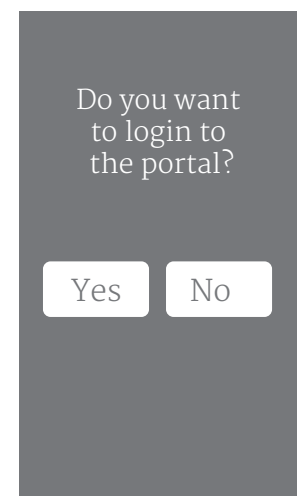 Do you want
to login to
the portal?
Yes
No